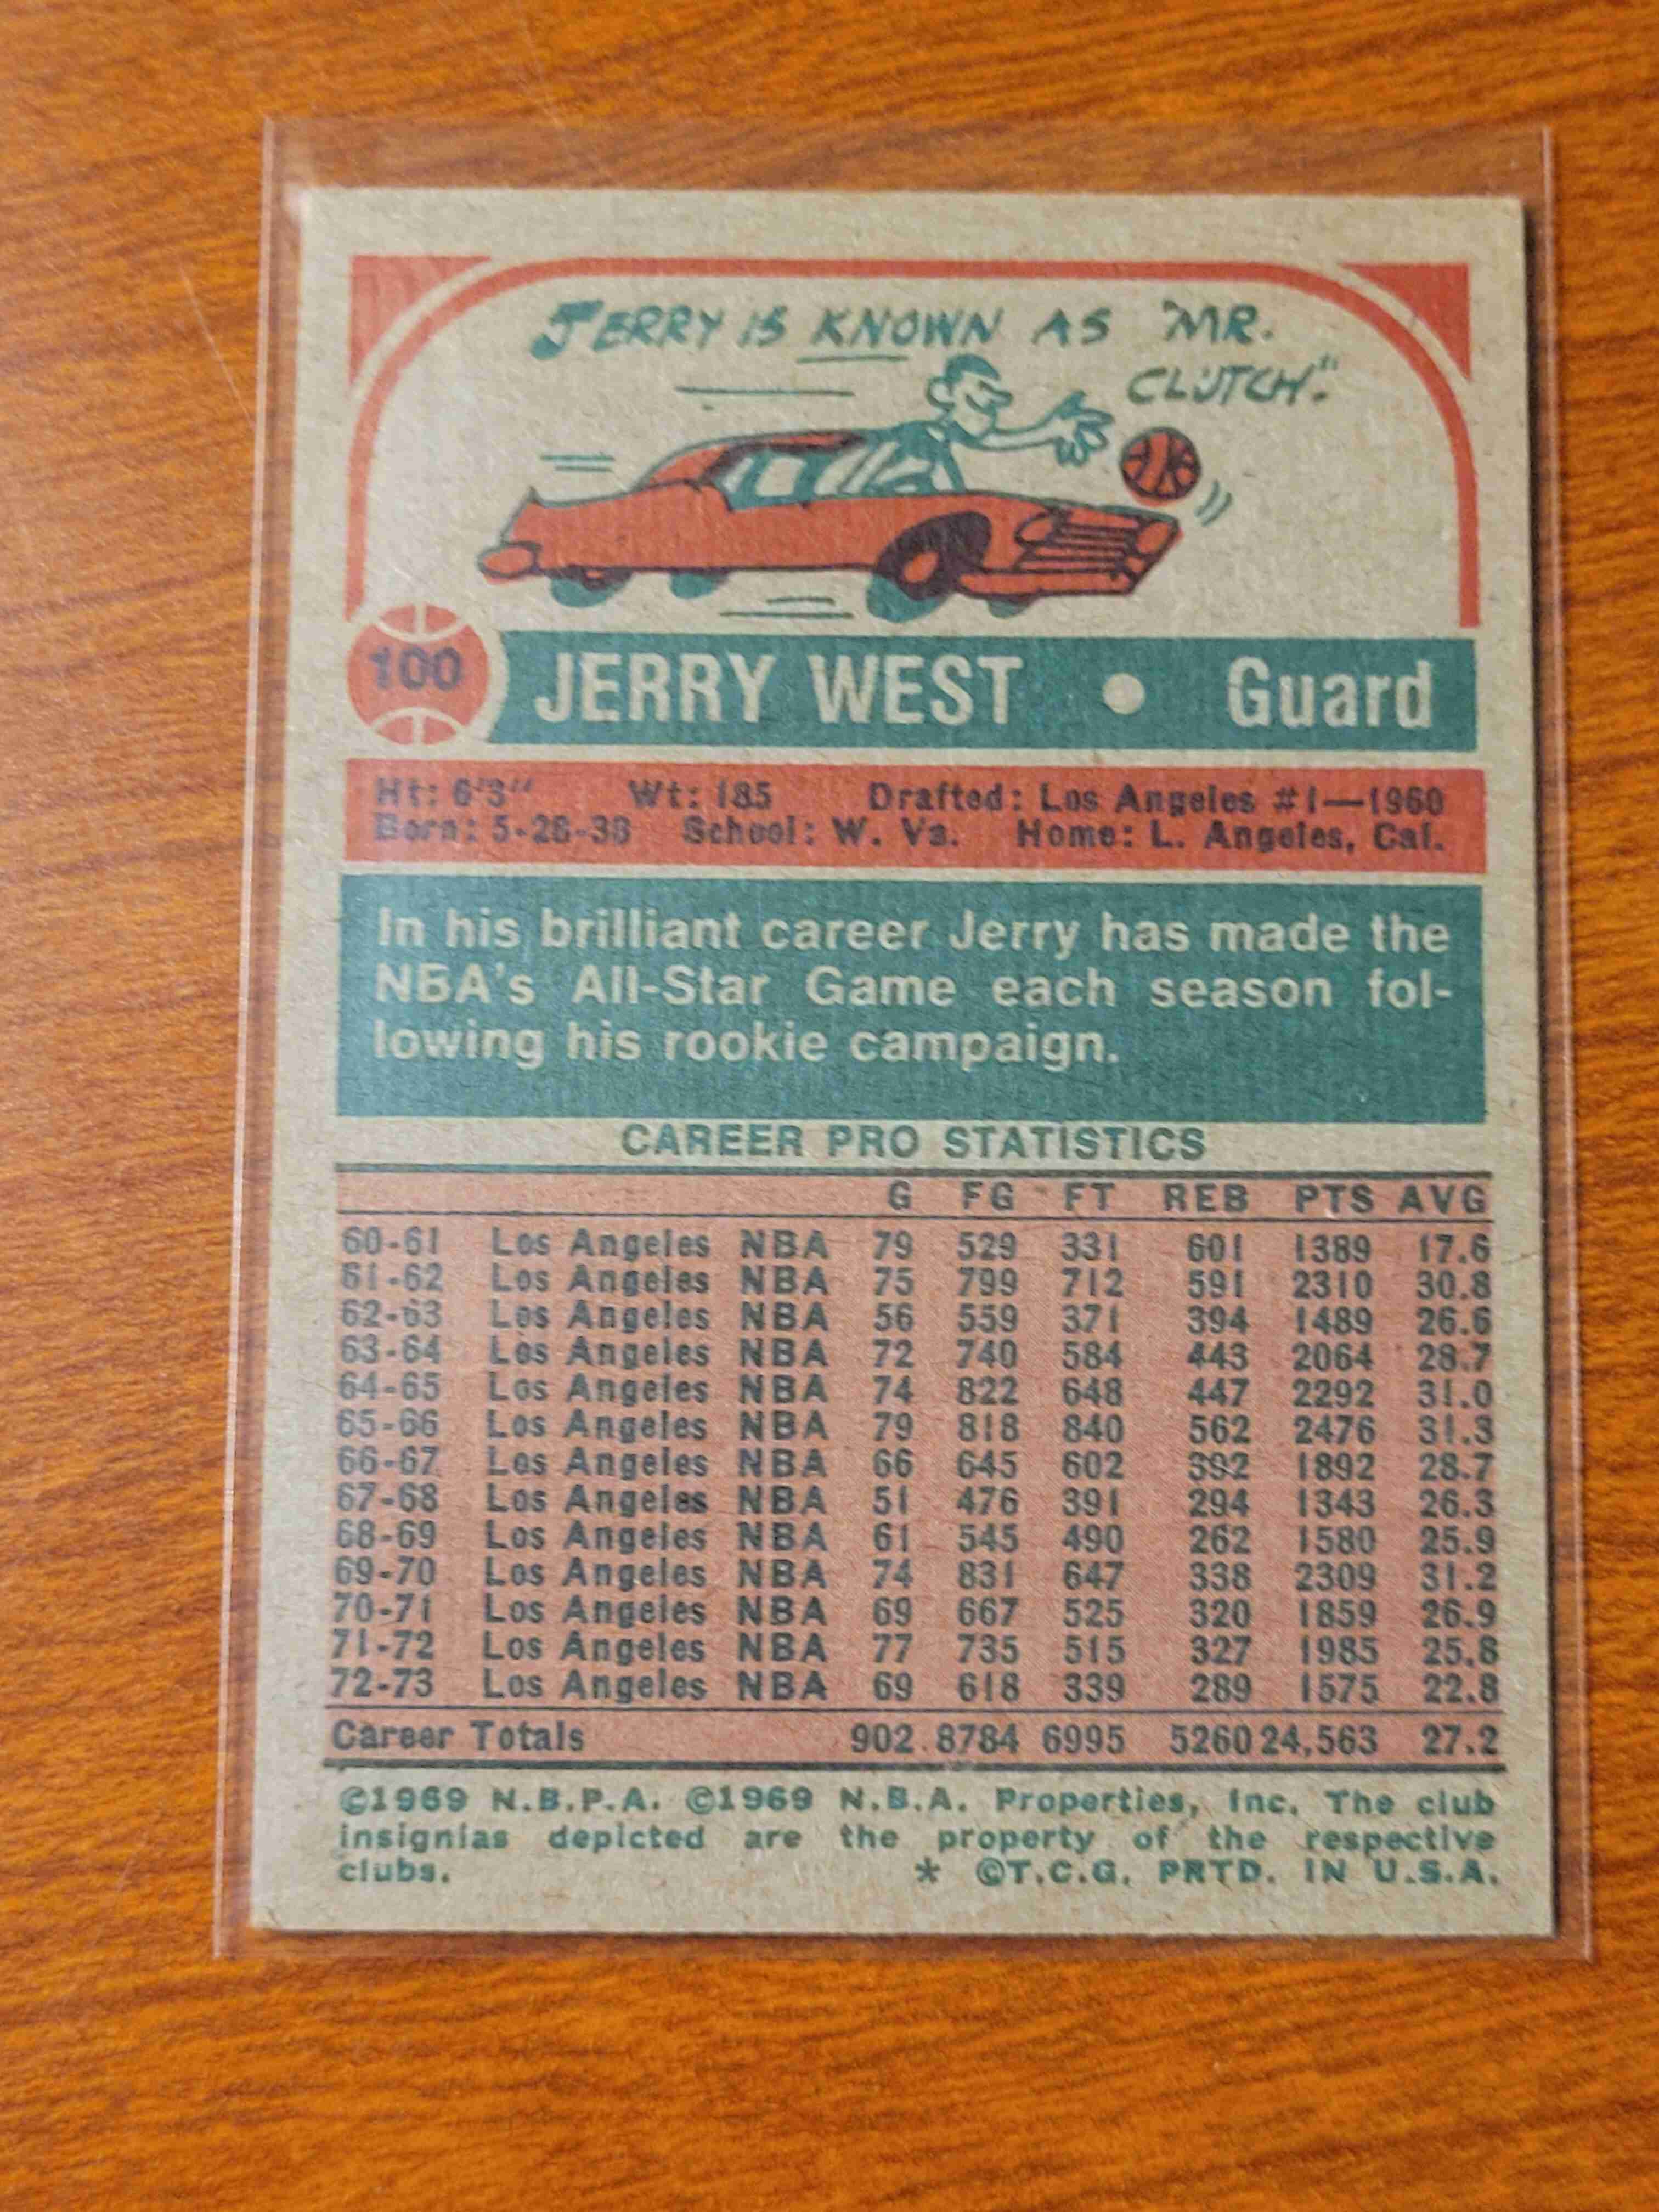 JERRY IS KNOWN AS "MR.
CLUTCH."
100 JERRY WEST • Guard
Ht: 6'3" Wt: 185 Drafted: Los Angeles #1—1960
Born: 5-28-38 School: W. Va. Home: L. Angeles, Cal.
In his brilliant career Jerry has made the
NBA's All-Star Game each season fol-
lowing his rookie campaign.
CAREER PRO STATISTICS
G FG FT REB PTS AVG
60-61 Los Angeles NBA 79 529 331 601 1389 17.6
61-62 Los Angeles NBA 75 799 712 591 2310 30.8
62-63 Los Angeles NBA 56 559 371 394 1489 26.6
63-64 Los Angeles NBA 72 740 584 443 2064 28.7
64-65 Los Angeles NBA 74 822 648 447 2292 31.0
65-66 Los Angeles NBA 79 818 840 562 2476 31.3
66-67 Los Angeles NBA 66 645 602 392 1892 28.7
67-68 Los Angeles NBA 51 476 391 294 1343 26.3
68-69 Los Angeles NBA 61 545 490 262 1580 25.9
69-70 Los Angeles NBA 74 831 647 338 2309 31.2
70-71 Los Angeles NBA 69 667 525 320 1859 26.9
71-72 Los Angeles NBA 77 735 515 327 1985 25.8
72-73 Los Angeles NBA 69 618 339 289 1575 22.8
Career Totals 902 8784 6995 5260 24,563 27.2
©1969 N.B.P.A. ©1969 N.B.A. Properties, Inc. The club
insignias depicted are the property of the respective
clubs. * ©T.C.G. PRTD. IN U.S.A.